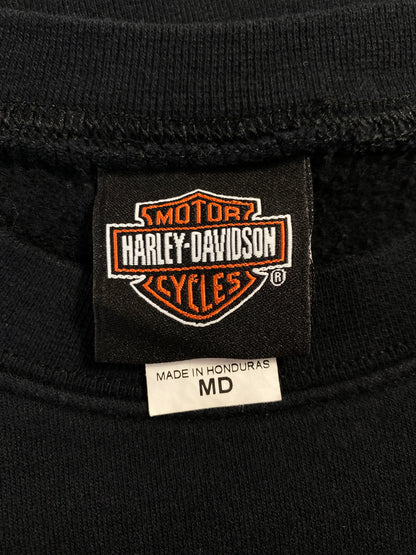 MOTOR
HARLEY-DAVIDSON
CYCLES
®
MADE IN HONDURAS
MD